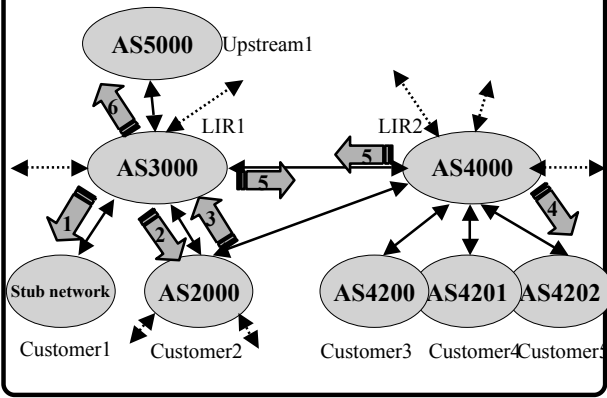 AS5000 Upstream1
6
LIR1 LIR2
AS3000 5 5 AS4000
1 2 3 4
Stub network AS2000 AS4200 AS4201 AS4202
Customer1 Customer2 Customer3 Customer4 Customer5